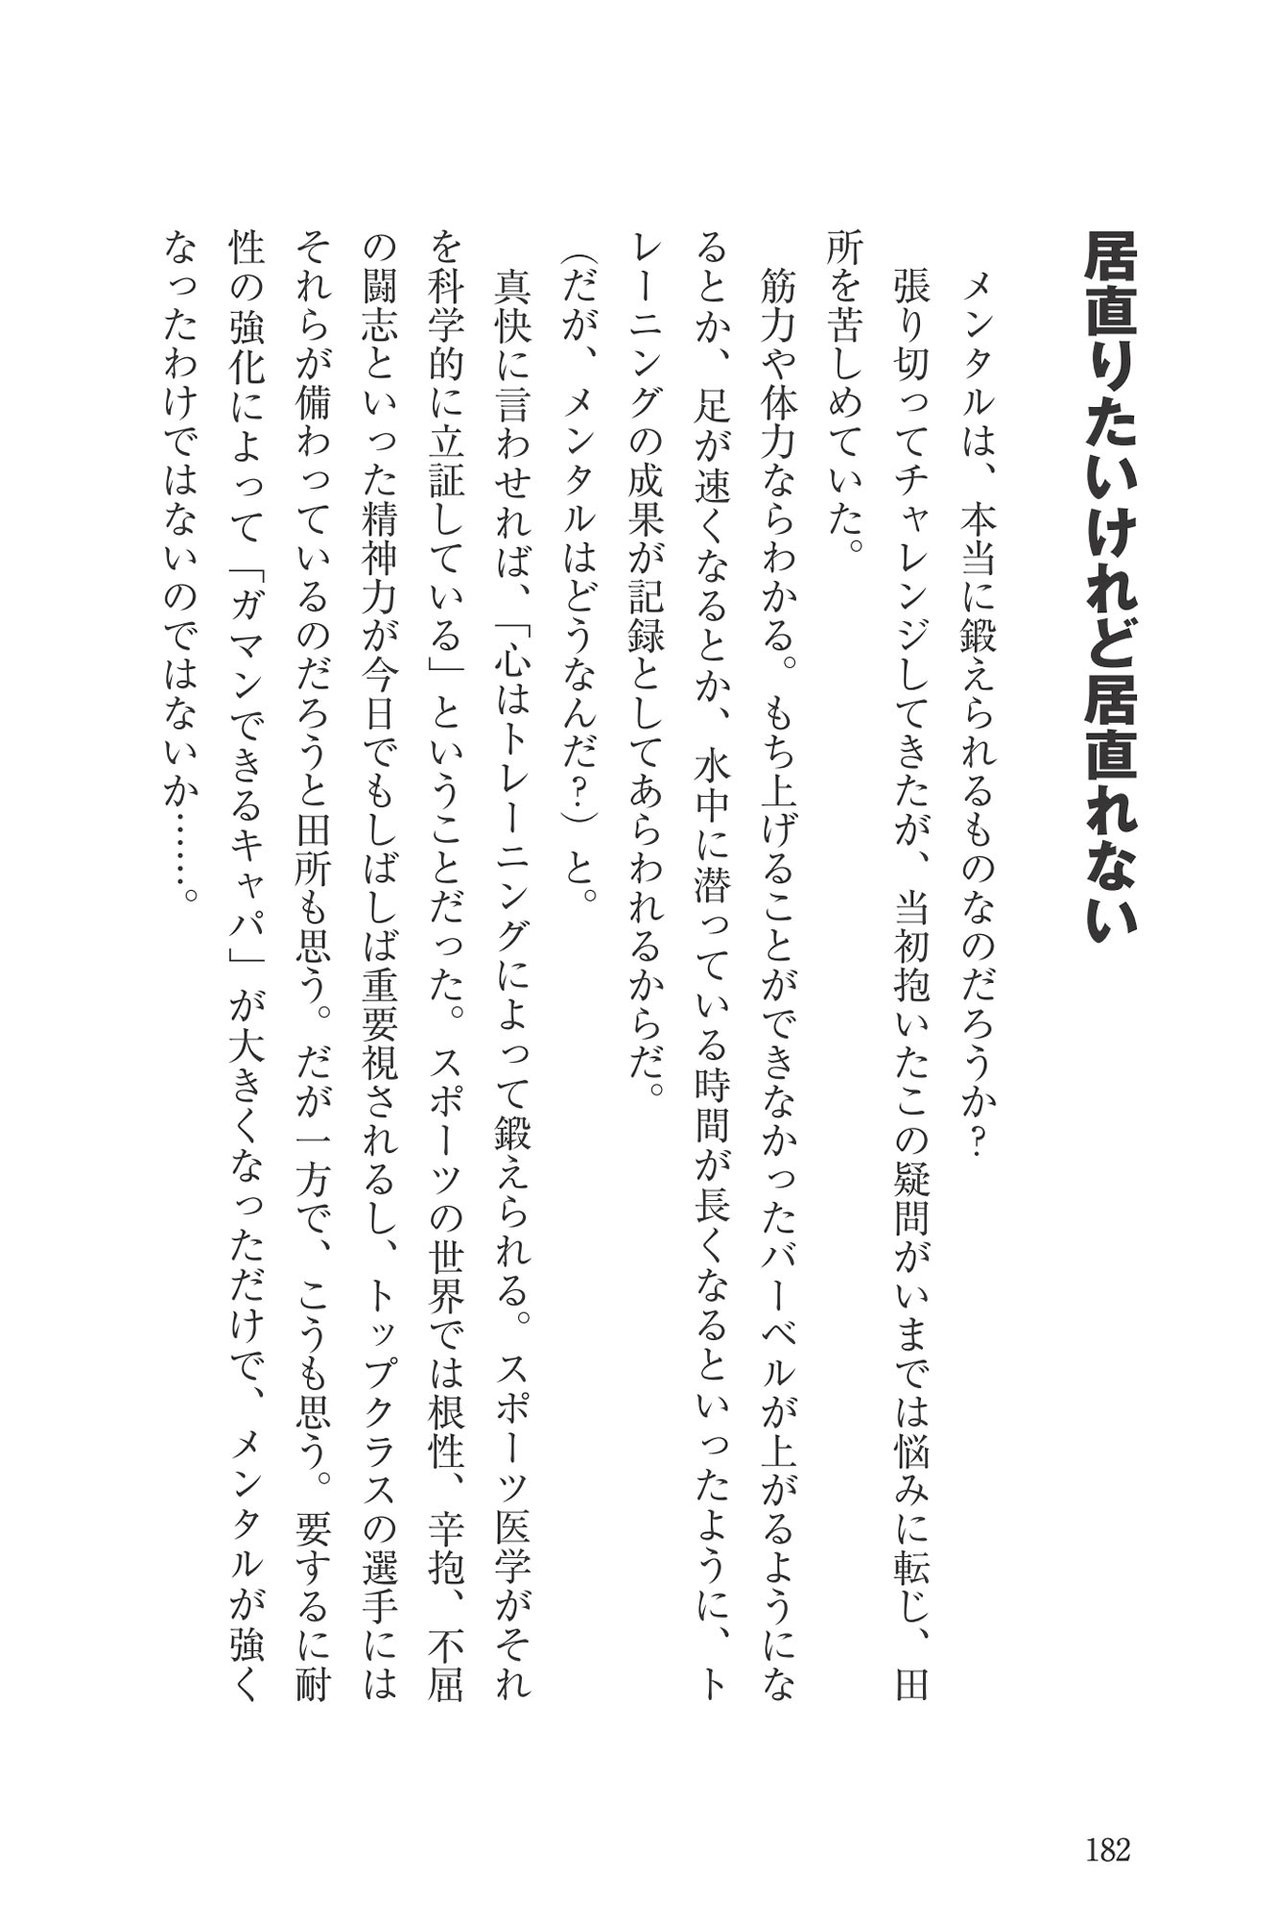 居直りたいけれど居直れない
メンタルは、本当に鍛えられるものなのだろうか?
張り切ってチャレンジしてきたが、当初抱いたこの疑問がいまでは悩みに転じ、田
所を苦しめていた。
筋力や体力ならわかる。もち上げることができなかったバーベルが上がるようにな
るとか、足が速くなるとか、水中に潜っている時間が長くなるといったように、ト
レーニングの成果が記録としてあらわれるからだ。
(だが、メンタルはどうなんだ?)と。
真快に言わせれば、「心はトレーニングによって鍛えられる。スポーツ医学がそれ
を科学的に立証している」ということだった。スポーツの世界では根性、辛抱、不屈
の闘志といった精神力が今日でもしばしば重要視されるし、トップクラスの選手には
それらが備わっているのだろうと田所も思う。だが一方で、こうも思う。要するに耐
性の強化によって「ガマンできるキャパ」が大きくなっただけで、メンタルが強く
なったわけではないのではないか……。
182